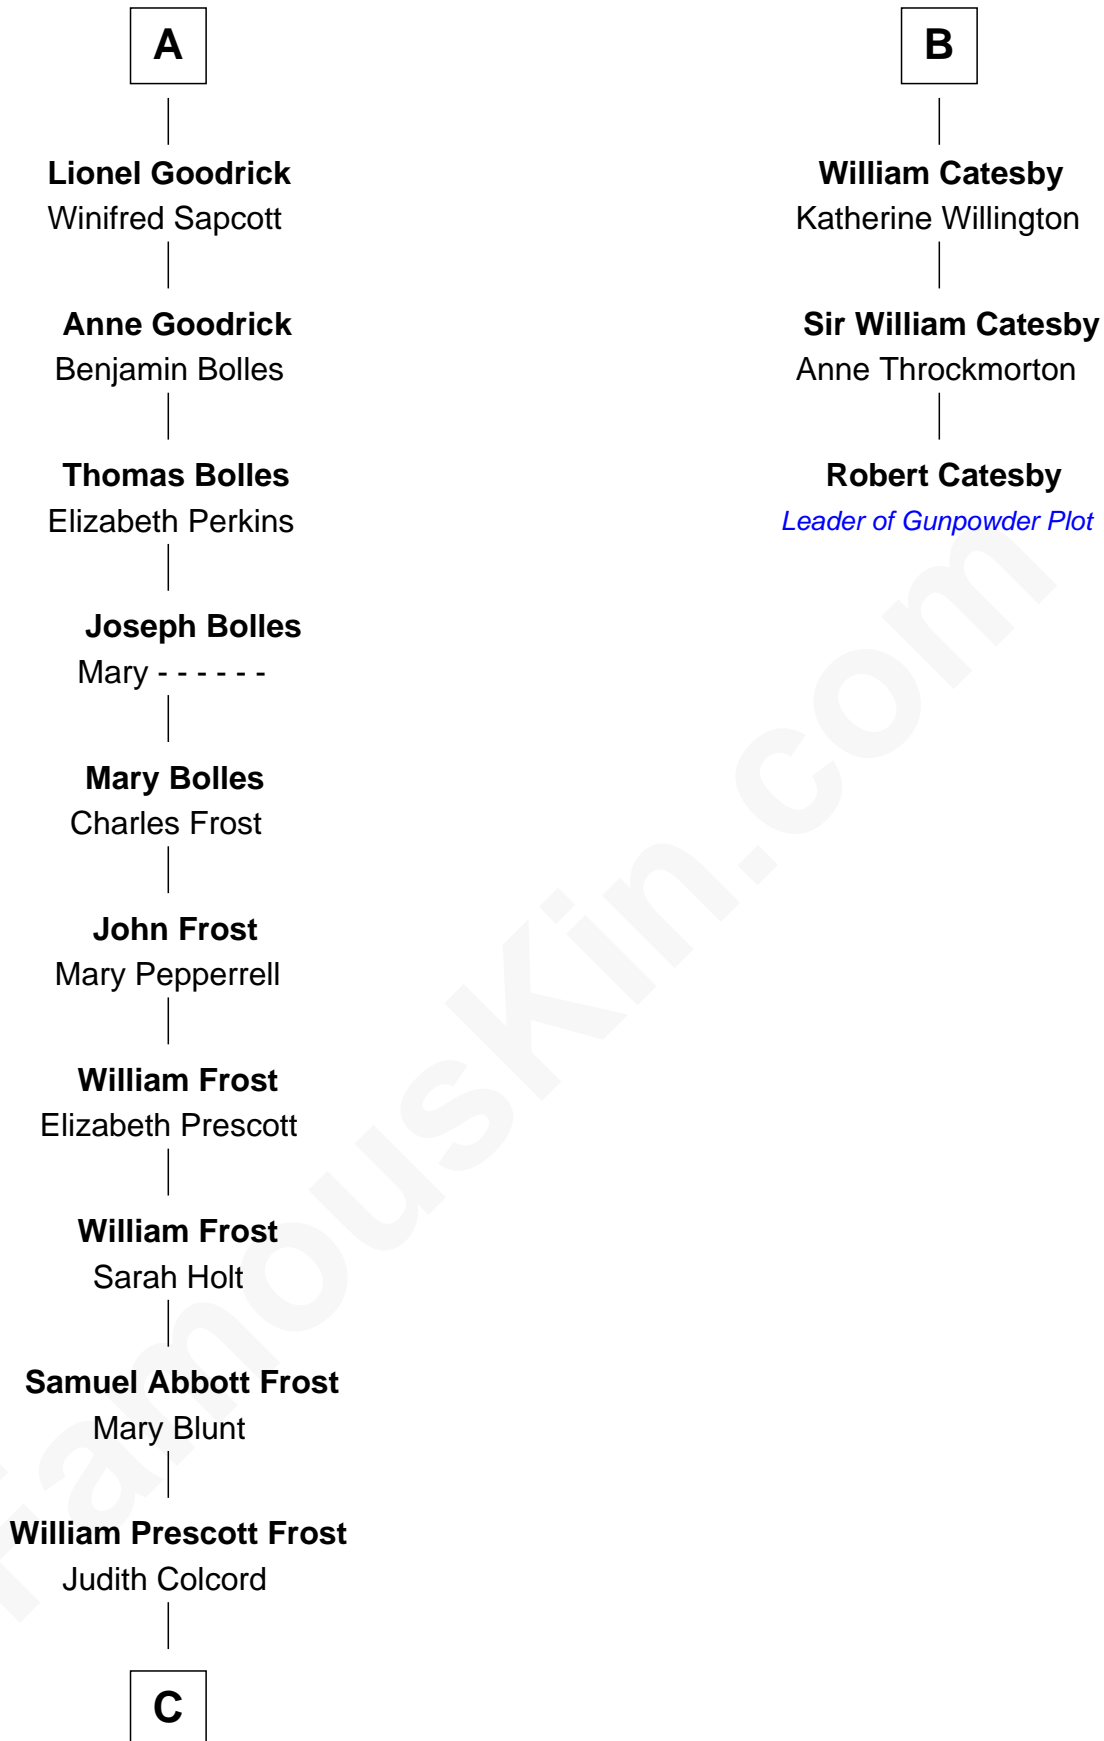 A
Lionel Goodrick
Winifred Sapcott
Anne Goodrick
Benjamin Bolles
Thomas Bolles
Elizabeth Perkins
Joseph Bolles
Mary - - - - - -
Mary Bolles
Charles Frost
John Frost
Mary Pepperrell
William Frost
Elizabeth Prescott
William Frost
Sarah Holt
Samuel Abbott Frost
Mary Blunt
William Prescott Frost
Judith Colcord
C
B
William Catesby
Katherine Willington
Sir William Catesby
Anne Throckmorton
Robert Catesby
Leader of Gunpowder Plot
FamousKin.com